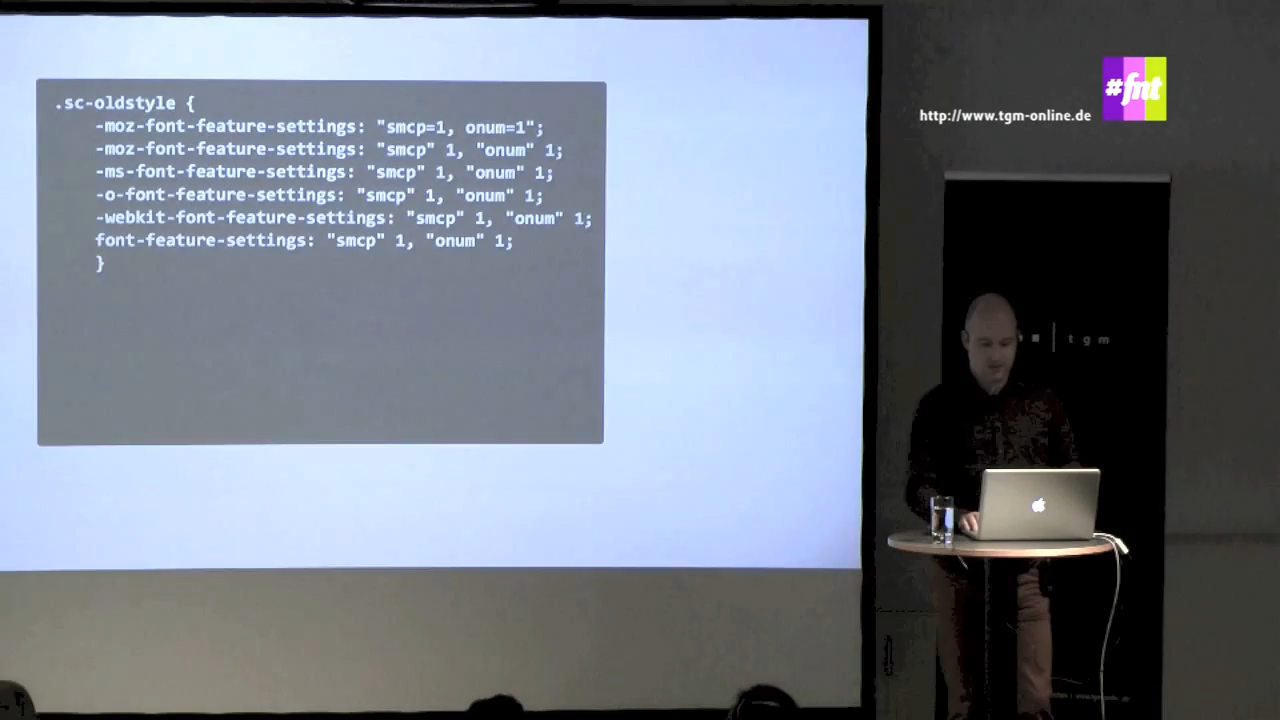 .sc-oldstyle {
-moz-font-feature-settings: "smcp=1, onum=1";
-moz-font-feature-settings: "smcp" 1, "onum" 1;
-ms-font-feature-settings: "smcp" 1, "onum" 1;
-o-font-feature-settings: "smcp" 1, "onum" 1;
-webkit-font-feature-settings: "smcp" 1, "onum" 1;
font-feature-settings: "smcp" 1, "onum" 1;
}
#fnt
http://www.tgm-online.de
tgm